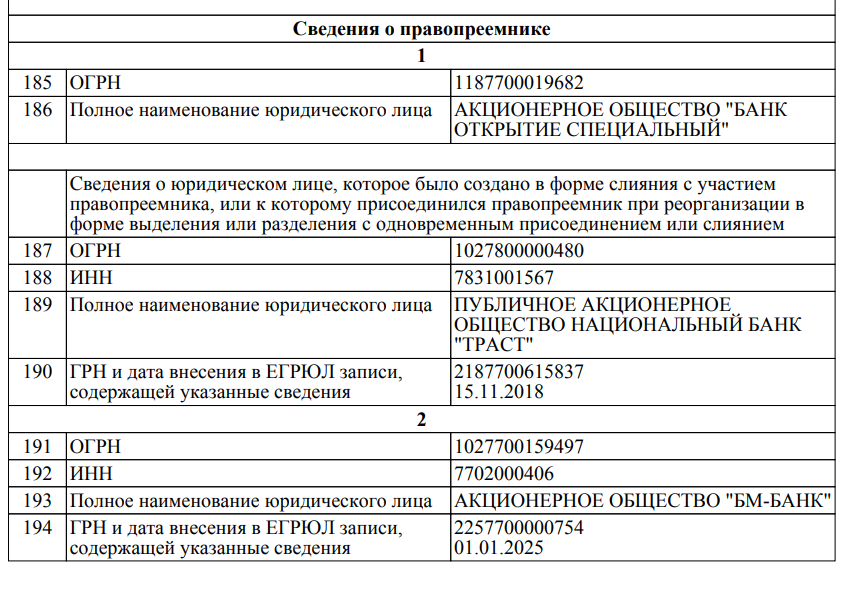 Сведения о правопреемнике
1
185 ОГРН 1187700019682
186 Полное наименование юридического лица АКЦИОНЕРНОЕ ОБЩЕСТВО "БАНК
ОТКРЫТИЕ СПЕЦИАЛЬНЫЙ"
Сведения о юридическом лице, которое было создано в форме слияния с участием
правопреемника, или к которому присоединился правопреемник при реорганизации в
форме выделения или разделения с одновременным присоединением или слиянием
187 ОГРН 1027800000480
188 ИНН 7831001567
189 Полное наименование юридического лица ПУБЛИЧНОЕ АКЦИОНЕРНОЕ
ОБЩЕСТВО НАЦИОНАЛЬНЫЙ БАНК
"ТРАСТ"
190 ГРН и дата внесения в ЕГРЮЛ записи, 2187700615837
содержащей указанные сведения 15.11.2018
2
191 ОГРН 1027700159497
192 ИНН 7702000406
193 Полное наименование юридического лица АКЦИОНЕРНОЕ ОБЩЕСТВО "БМ-БАНК"
194 ГРН и дата внесения в ЕГРЮЛ записи, 2257700000754
содержащей указанные сведения 01.01.2025